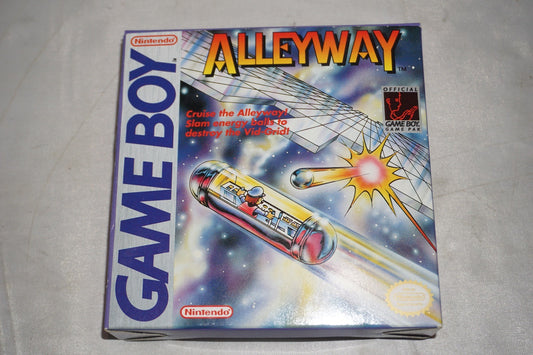 Nintendo
GAME BOY
ALLEYWAY
TM
Cruise the Alleyway!
Slam energy balls to
destroy the Vid-Grid!
OFFICIAL
GAME BOY
GAME PAK
Nintendo